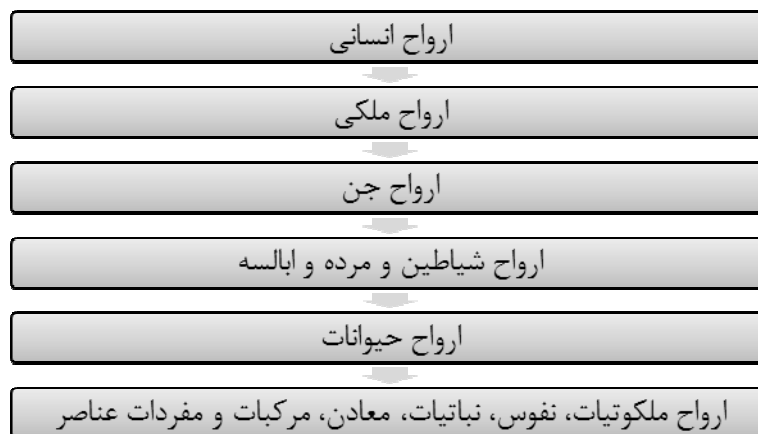 ارواح انسانی
ارواح ملکی
ارواح جن
ارواح شیاطین و مرده و ابالسه
ارواح حیوانات
ارواح ملکوتیات، نفوس، نباتیات، معادن، مرکبات و مفردات عناصر